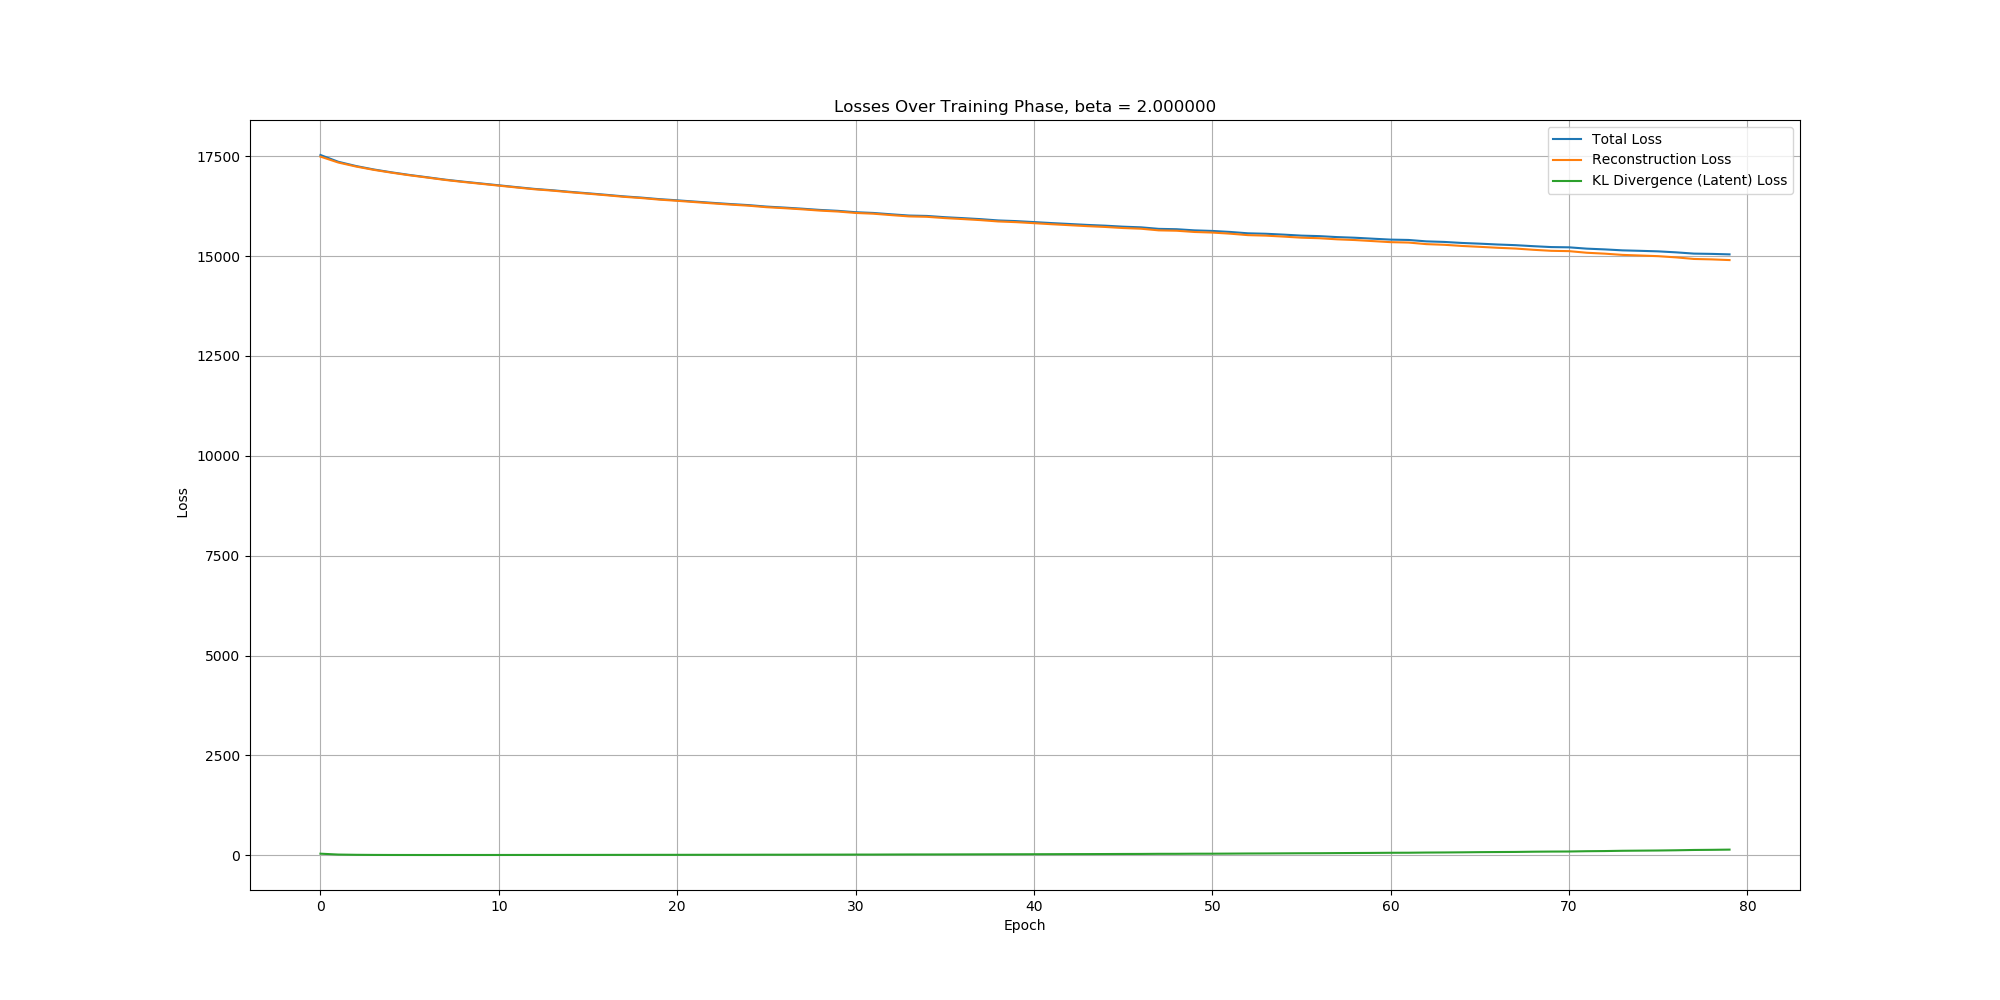 Losses Over Training Phase, beta = 2.000000
Total Loss
Reconstruction Loss
KL Divergence (Latent) Loss
17500
15000
12500
10000
7500
5000
2500
0
Loss
0 10 20 30 40 50 60 70 80
Epoch